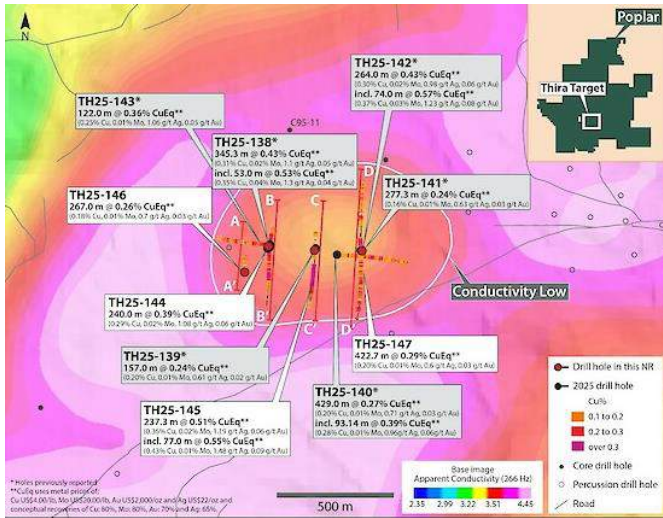 N
Poplar
Thira Target
TH25-142*
264.0 m @ 0.43% CuEq**
(0.30% Cu, 0.02% Mo, 0.98 g/t Ag, 0.06 g/t Au)
incl. 74.0 m @ 0.57% CuEq**
(0.37% Cu, 0.03% Mo, 1.23 g/t Ag, 0.08 g/t Au)
TH25-143*
122.0 m @ 0.36% CuEq**
(0.25% Cu, 0.01% Mo, 1.06 g/t Ag, 0.05 g/t Au)
C95-11
TH25-138*
345.3 m @ 0.43% CuEq**
(0.31% Cu, 0.02% Mo, 1.1 g/t Ag, 0.05 g/t Au)
incl. 53.0 m @ 0.53% CuEq**
(0.35% Cu, 0.04% Mo, 1.3 g/t Ag, 0.04 g/t Au)
TH25-141*
277.3 m @ 0.24% CuEq**
(0.16% Cu, 0.01% Mo, 0.63 g/t Ag, 0.03 g/t Au)
TH25-146
267.0 m @ 0.26% CuEq**
(0.18% Cu, 0.01% Mo, 0.7 g/t Ag, 0.03 g/t Au)
A
B
C
D
A'
B'
C'
D'
Conductivity Low
TH25-144
240.0 m @ 0.39% CuEq**
(0.29% Cu, 0.02% Mo, 1.08 g/t Ag, 0.06 g/t Au)
TH25-147
422.7 m @ 0.29% CuEq**
(0.20% Cu, 0.01% Mo, 0.6 g/t Ag, 0.03 g/t Au)
TH25-139*
157.0 m @ 0.24% CuEq**
(0.20% Cu, 0.01% Mo, 0.61 g/t Ag, 0.02 g/t Au)
TH25-140*
429.0 m @ 0.27% CuEq**
(0.20% Cu, 0.01% Mo, 0.71 g/t Ag, 0.03 g/t Au)
incl. 93.14 m @ 0.39% CuEq**
(0.28% Cu, 0.01% Mo, 0.96g/t Ag, 0.06g/t Au)
TH25-145
237.3 m @ 0.51% CuEq**
(0.36% Cu, 0.02% Mo, 1.19 g/t Ag, 0.06 g/t Au)
incl. 77.0 m @ 0.55% CuEq**
(0.43% Cu, 0.01% Mo, 1.48 g/t Ag, 0.09 g/t Au)
Drill hole in this NR
2025 drill hole
Cu%
0.1 to 0.2
0.2 to 0.3
over 0.3
Core drill hole
Percussion drill hole
Road
* Holes previously reported
**CuEq uses metal prices of:
Cu US$4.00/lb, Mo US$20.00/lb, Au US$2,000/oz and Ag US$22/oz and
conceptual recoveries of Cu: 80%, Mo: 80%, Au: 70% and Ag: 65%.
500 m
Base image
Apparent Conductivity (266 Hz)
2.35 2.99 3.22 3.51 4.45